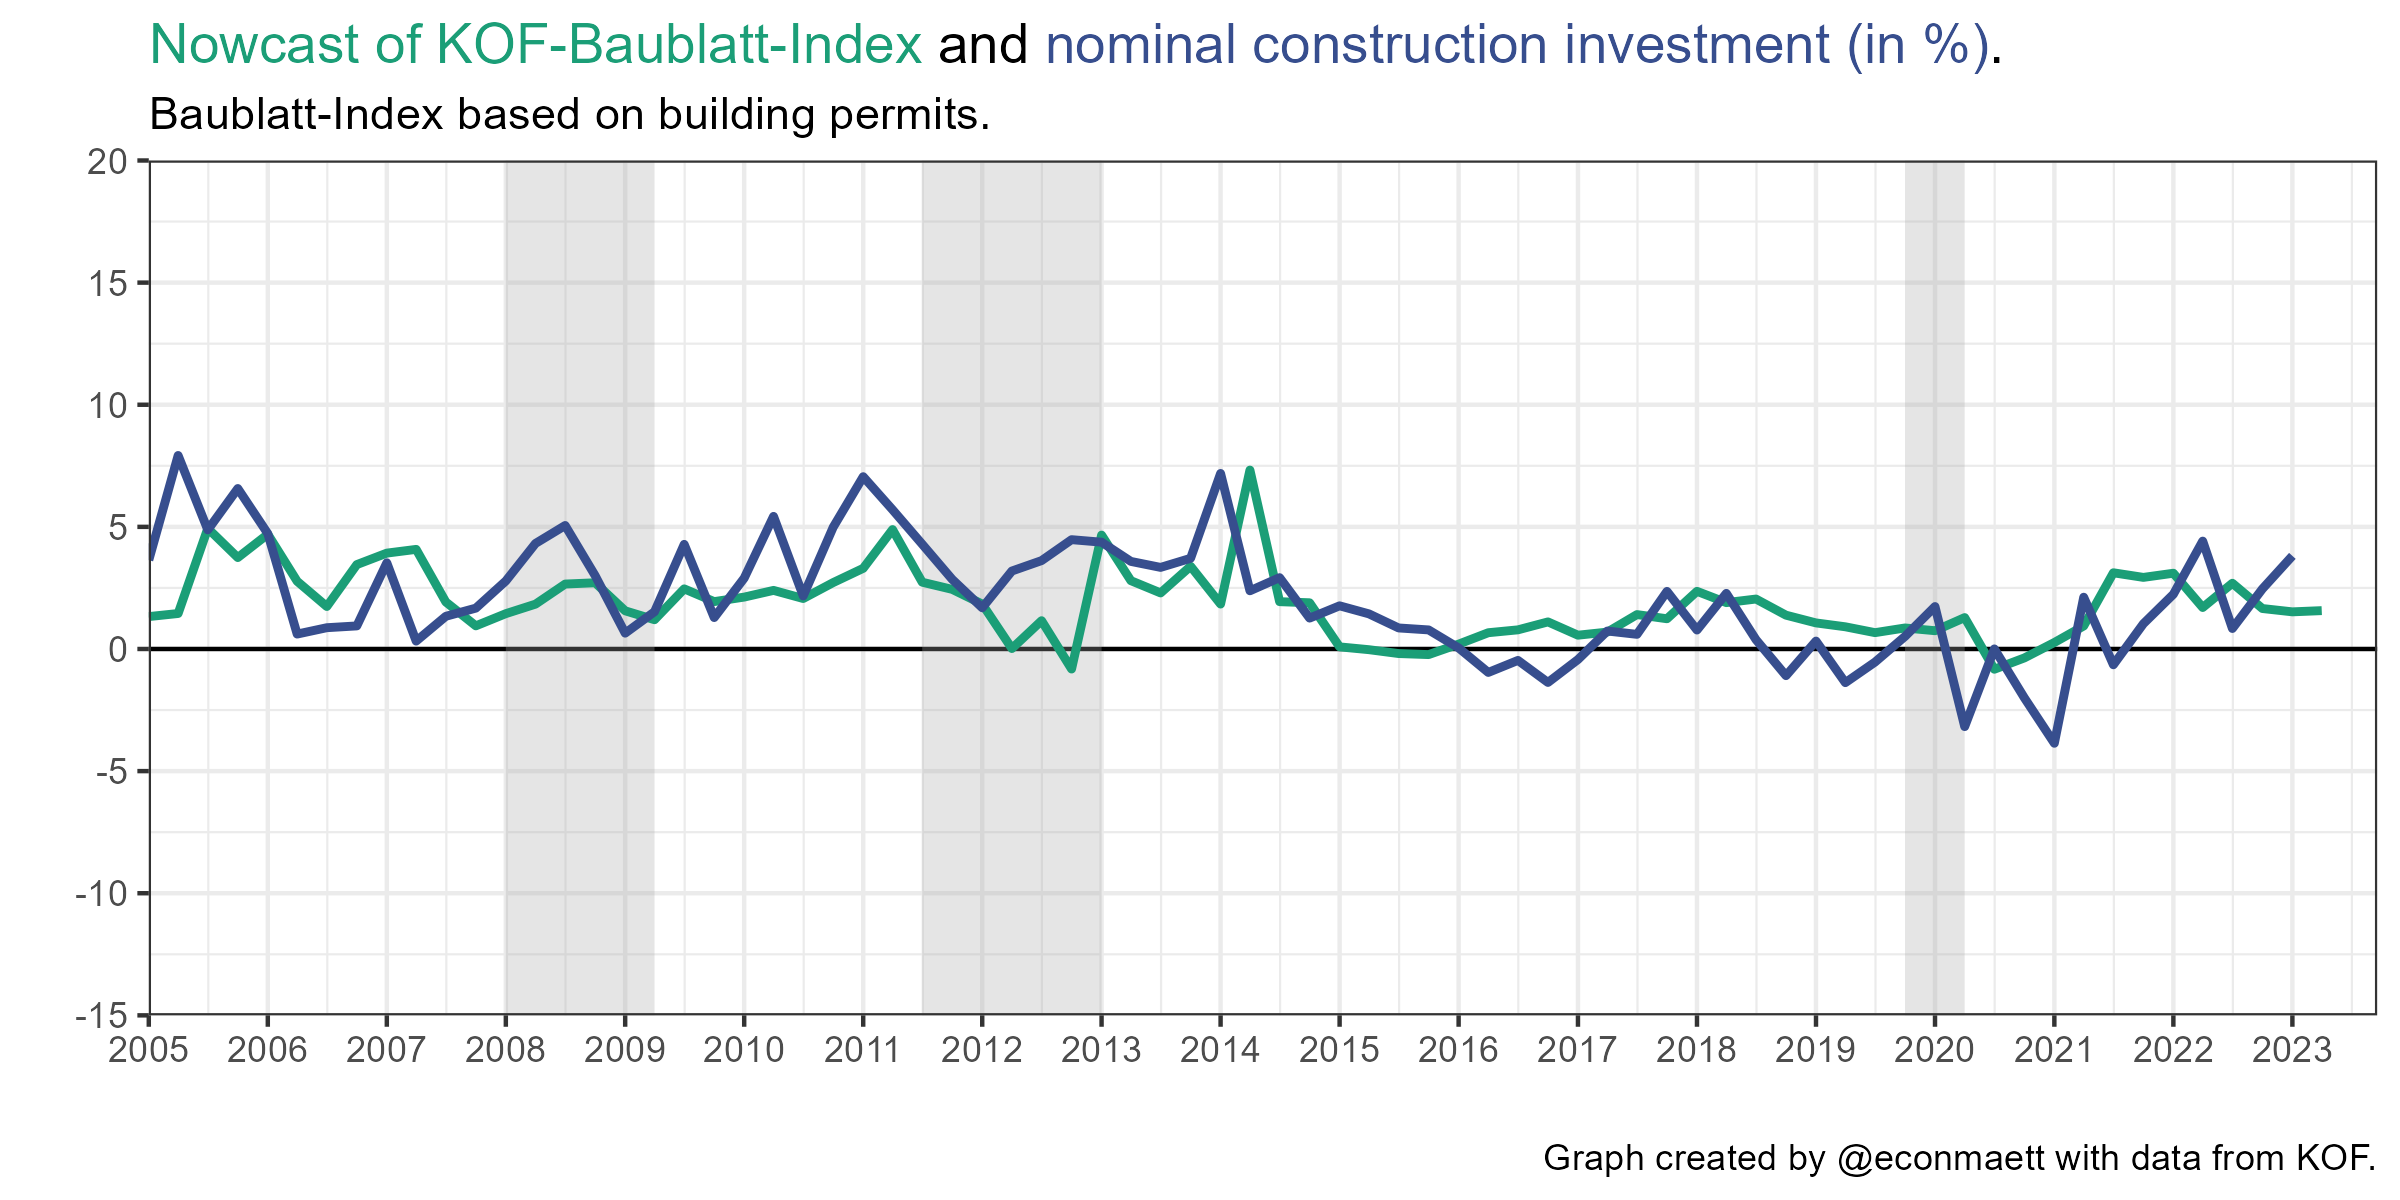 Nowcast of KOF-Baublatt-Index and nominal construction investment (in %).
Baublatt-Index based on building permits.
20
15
10
5
0
-5
-10
-15
2005 2006 2007 2008 2009 2010 2011 2012 2013 2014 2015 2016 2017 2018 2019 2020 2021 2022 2023
Graph created by @econmaett with data from KOF.